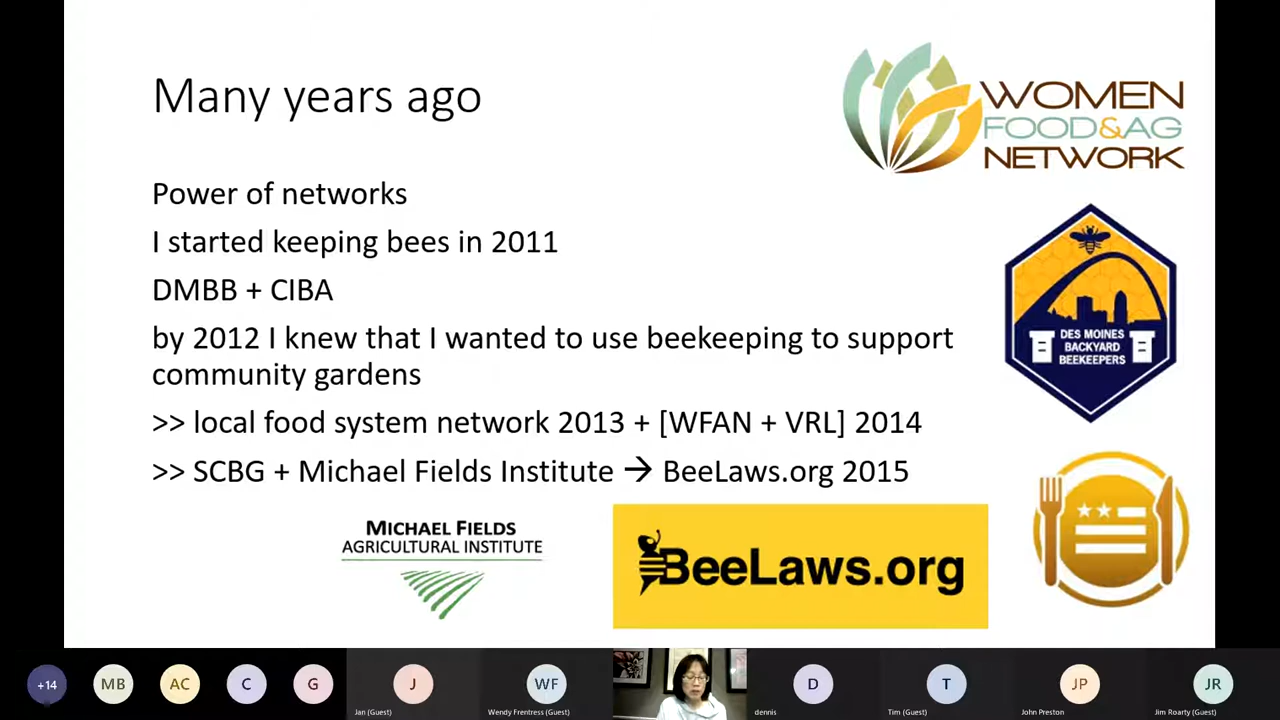 Many years ago
WOMEN
FOOD&AG
NETWORK
Power of networks
I started keeping bees in 2011
DMBB + CIBA
by 2012 I knew that I wanted to use beekeeping to support
community gardens
>> local food system network 2013 + [WFAN + VRL] 2014
>> SCBG + Michael Fields Institute → BeeLaws.org 2015
DES MOINES
BACKYARD
BEEKEEPERS
MICHAEL FIELDS
AGRICULTURAL INSTITUTE
BeeLaws.org
+14
MB
AC
C
G
J
WF
D
T
JP
JR
Jan (Guest)
Wendy Frentress (Guest)
dennis
Tim (Guest)
John Preston
Jim Roarty (Guest)